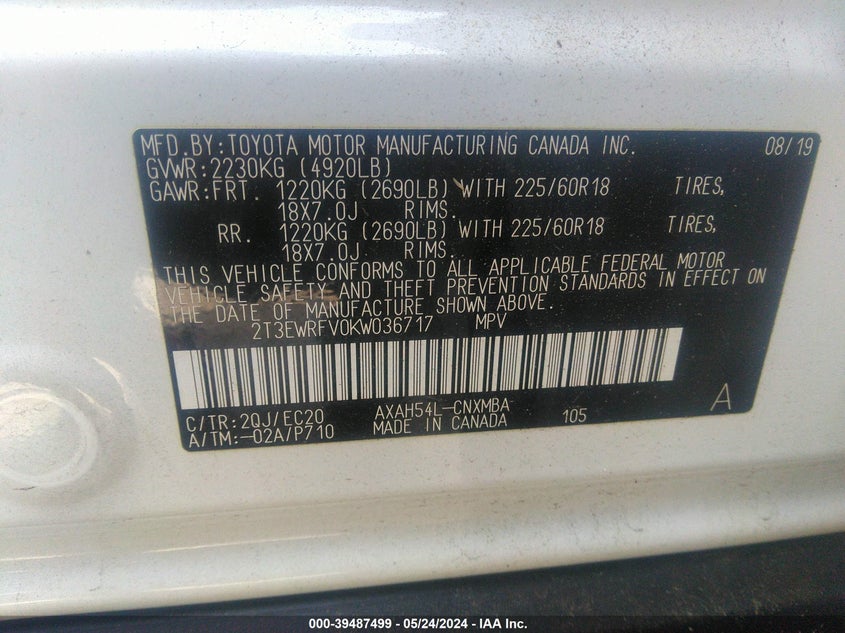 MFD.BY:TOYOTA MOTOR MANUFACTURING CANADA INC. 08/19
GVWR:2230KG (4920LB)
GAWR:FRT. 1220KG (2690LB) WITH 225/60R18 TIRES,
18X7.0J RIMS.
RR. 1220KG (2690LB) WITH 225/60R18 TIRES,
18X7.0J RIMS.
THIS VEHICLE CONFORMS TO ALL APPLICABLE FEDERAL MOTOR
VEHICLE SAFETY AND THEFT PREVENTION STANDARDS IN EFFECT ON
THE DATE OF MANUFACTURE SHOWN ABOVE.
2T3EWRFV0KW036717 MPV
C/TR:2QJ/EC20 AXAH54L-CNXMBA 105 A
A/TM:-02A/P710 MADE IN CANADA
000-39487499 - 05/24/2024 - IAA Inc.